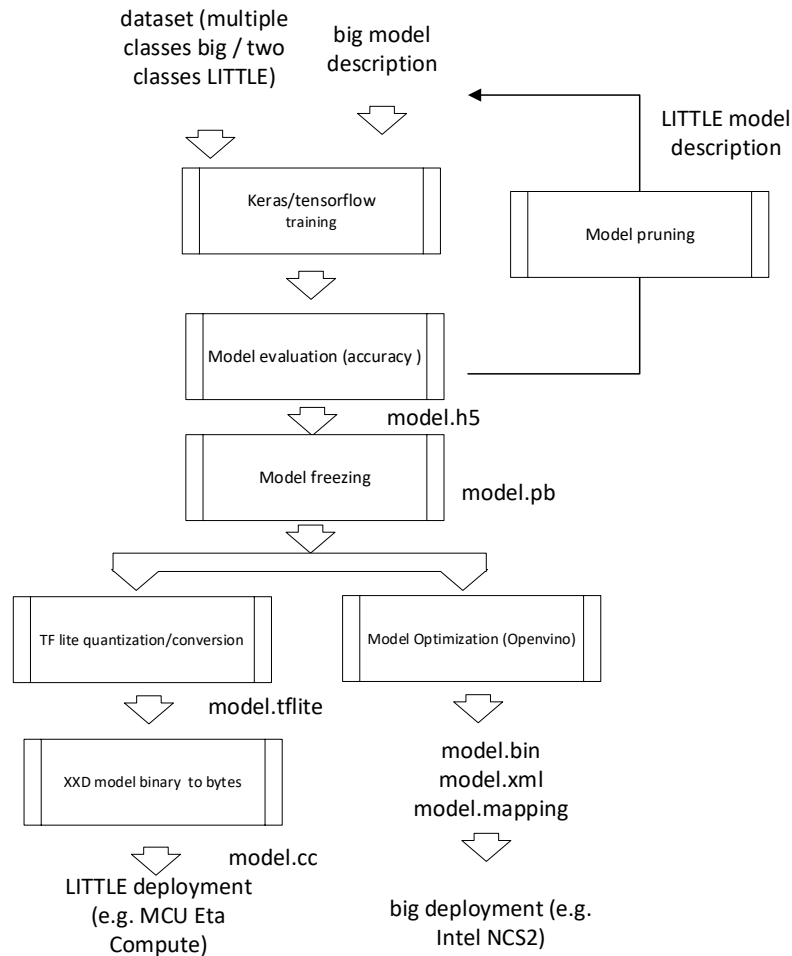 dataset (multiple
classes big / two
classes LITTLE)
big model
description
LITTLE model
description
Keras/tensorflow
training
Model pruning
Model evaluation (accuracy )
model.h5
Model freezing
model.pb
TF lite quantization/conversion
Model Optimization (Openvino)
model.tflite
model.bin
model.xml
model.mapping
XXD model binary to bytes
model.cc
LITTLE deployment
(e.g. MCU Eta
Compute)
big deployment (e.g.
Intel NCS2)